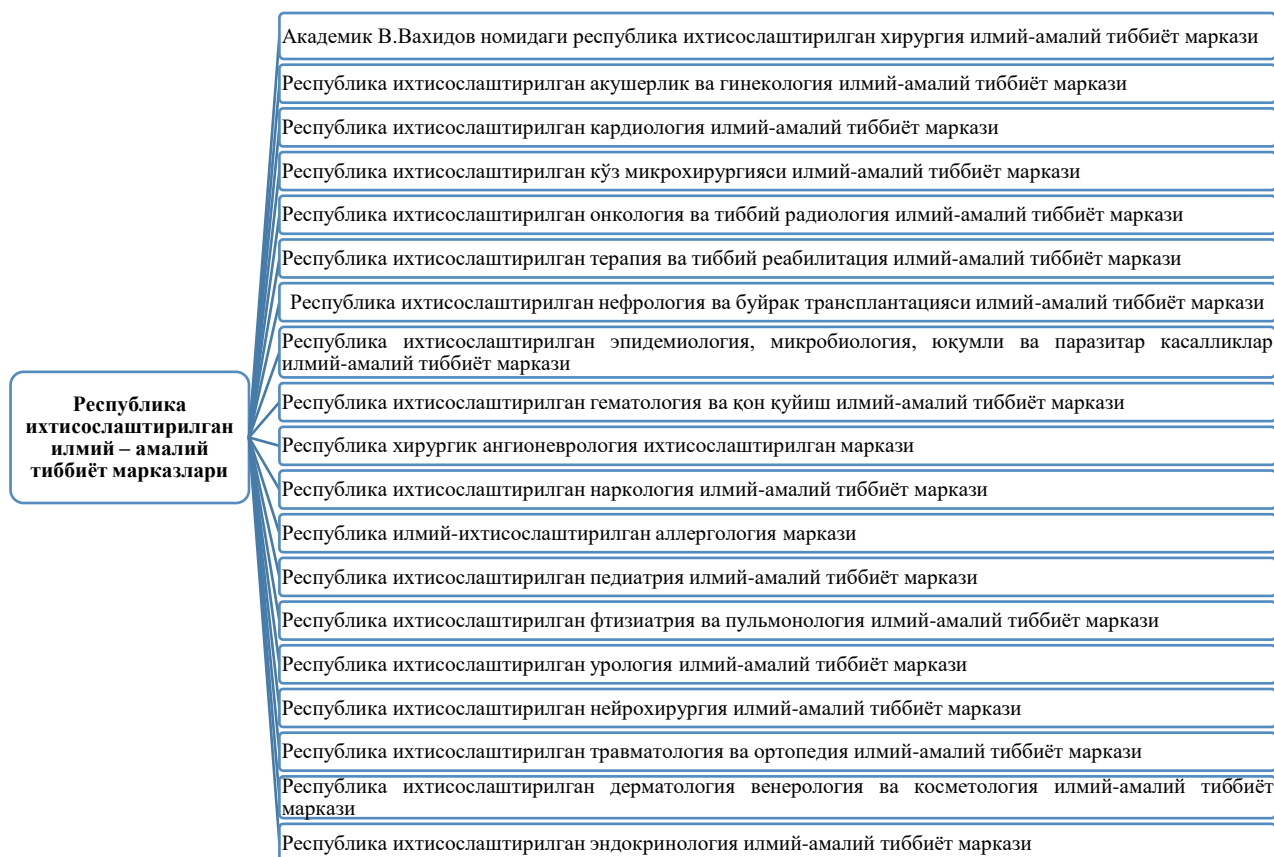 Академик В.Вахидов номидаги республика ихтисослаштирилган хирургия илмий-амалий тиббиёт маркази
Республика ихтисослаштирилган акушерлик ва гинекология илмий-амалий тиббиёт маркази
Республика ихтисослаштирилган кардиология илмий-амалий тиббиёт маркази
Республика ихтисослаштирилган кўз микрохирургияси илмий-амалий тиббиёт маркази
Республика ихтисослаштирилган онкология ва тиббий радиология илмий-амалий тиббиёт маркази
Республика ихтисослаштирилган терапия ва тиббий реабилитация илмий-амалий тиббиёт маркази
Республика ихтисослаштирилган нефрология ва буйрак трансплантацияси илмий-амалий тиббиёт маркази
Республика ихтисослаштирилган эпидемиология, микробиология, юқумли ва паразитар касалликлар
илмий-амалий тиббиёт маркази
Республика
ихтисослаштирилган
илмий – амалий
тиббиёт марказлари
Республика ихтисослаштирилган гематология ва қон қуйиш илмий-амалий тиббиёт маркази
Республика хирургик ангионеврология ихтисослаштирилган маркази
Республика ихтисослаштирилган наркология илмий-амалий тиббиёт маркази
Республика илмий-ихтисослаштирилган аллергология маркази
Республика ихтисослаштирилган педиатрия илмий-амалий тиббиёт маркази
Республика ихтисослаштирилган фтизиатрия ва пульмонология илмий-амалий тиббиёт маркази
Республика ихтисослаштирилган урология илмий-амалий тиббиёт маркази
Республика ихтисослаштирилган нейрохирургия илмий-амалий тиббиёт маркази
Республика ихтисослаштирилган травматология ва ортопедия илмий-амалий тиббиёт маркази
Республика ихтисослаштирилган дерматология венерология ва косметология илмий-амалий тиббиёт
маркази
Республика ихтисослаштирилган эндокринология илмий-амалий тиббиёт маркази